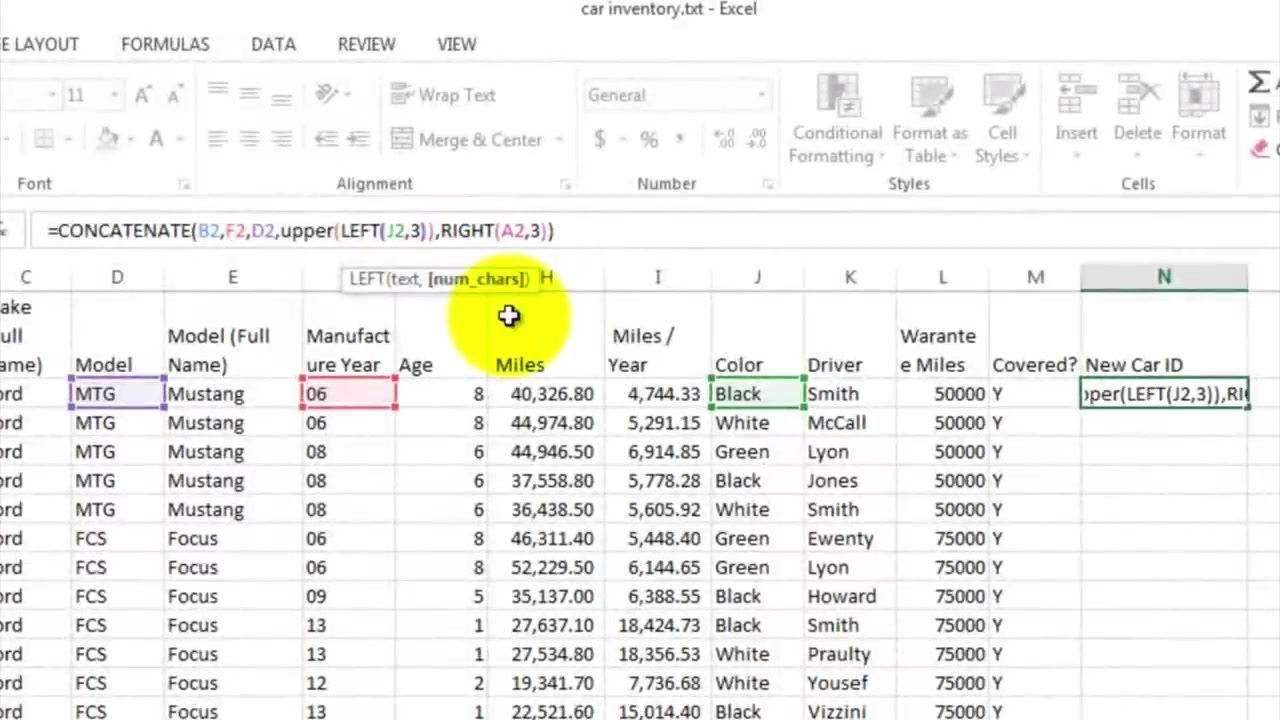 car inventory.txt - Excel
E LAYOUT FORMULAS DATA REVIEW VIEW
11 A A Wrap Text General Σ
A Merge & Center $ % Conditional Formatting Format as Table Cell Styles Insert Delete Format
Font Alignment Number Styles Cells
=CONCATENATE(B2,F2,D2,upper(LEFT(J2,3)),RIGHT(A2,3))
LEFT(text, [num_chars])
C D E H I J K L M N
ake
ull Model (Full Manufact Miles / Warante
ame) Model Name) ure Year Age Miles Year Color Driver e Miles Covered? New Car ID
ord MTG Mustang 06 8 40,326.80 4,744.33 Black Smith 50000 Y pper(LEFT(J2,3)),RI
ord MTG Mustang 06 8 44,974.80 5,291.15 White McCall 50000 Y
ord MTG Mustang 08 6 44,946.50 6,914.85 Green Lyon 50000 Y
ord MTG Mustang 08 6 37,558.80 5,778.28 Black Jones 50000 Y
ord MTG Mustang 08 6 36,438.50 5,605.92 White Smith 50000 Y
ord FCS Focus 06 8 46,311.40 5,448.40 Green Ewenty 75000 Y
ord FCS Focus 06 8 52,229.50 6,144.65 Green Lyon 75000 Y
ord FCS Focus 09 5 35,137.00 6,388.55 Black Howard 75000 Y
ord FCS Focus 13 1 27,637.10 18,424.73 Black Smith 75000 Y
ord FCS Focus 13 1 27,534.80 18,356.53 White Praulty 75000 Y
ord FCS Focus 12 2 19,341.70 7,736.68 White Yousef 75000 Y
ord FCS Focus 13 1 22,521.60 15,014.40 Black Vizzini 75000 Y